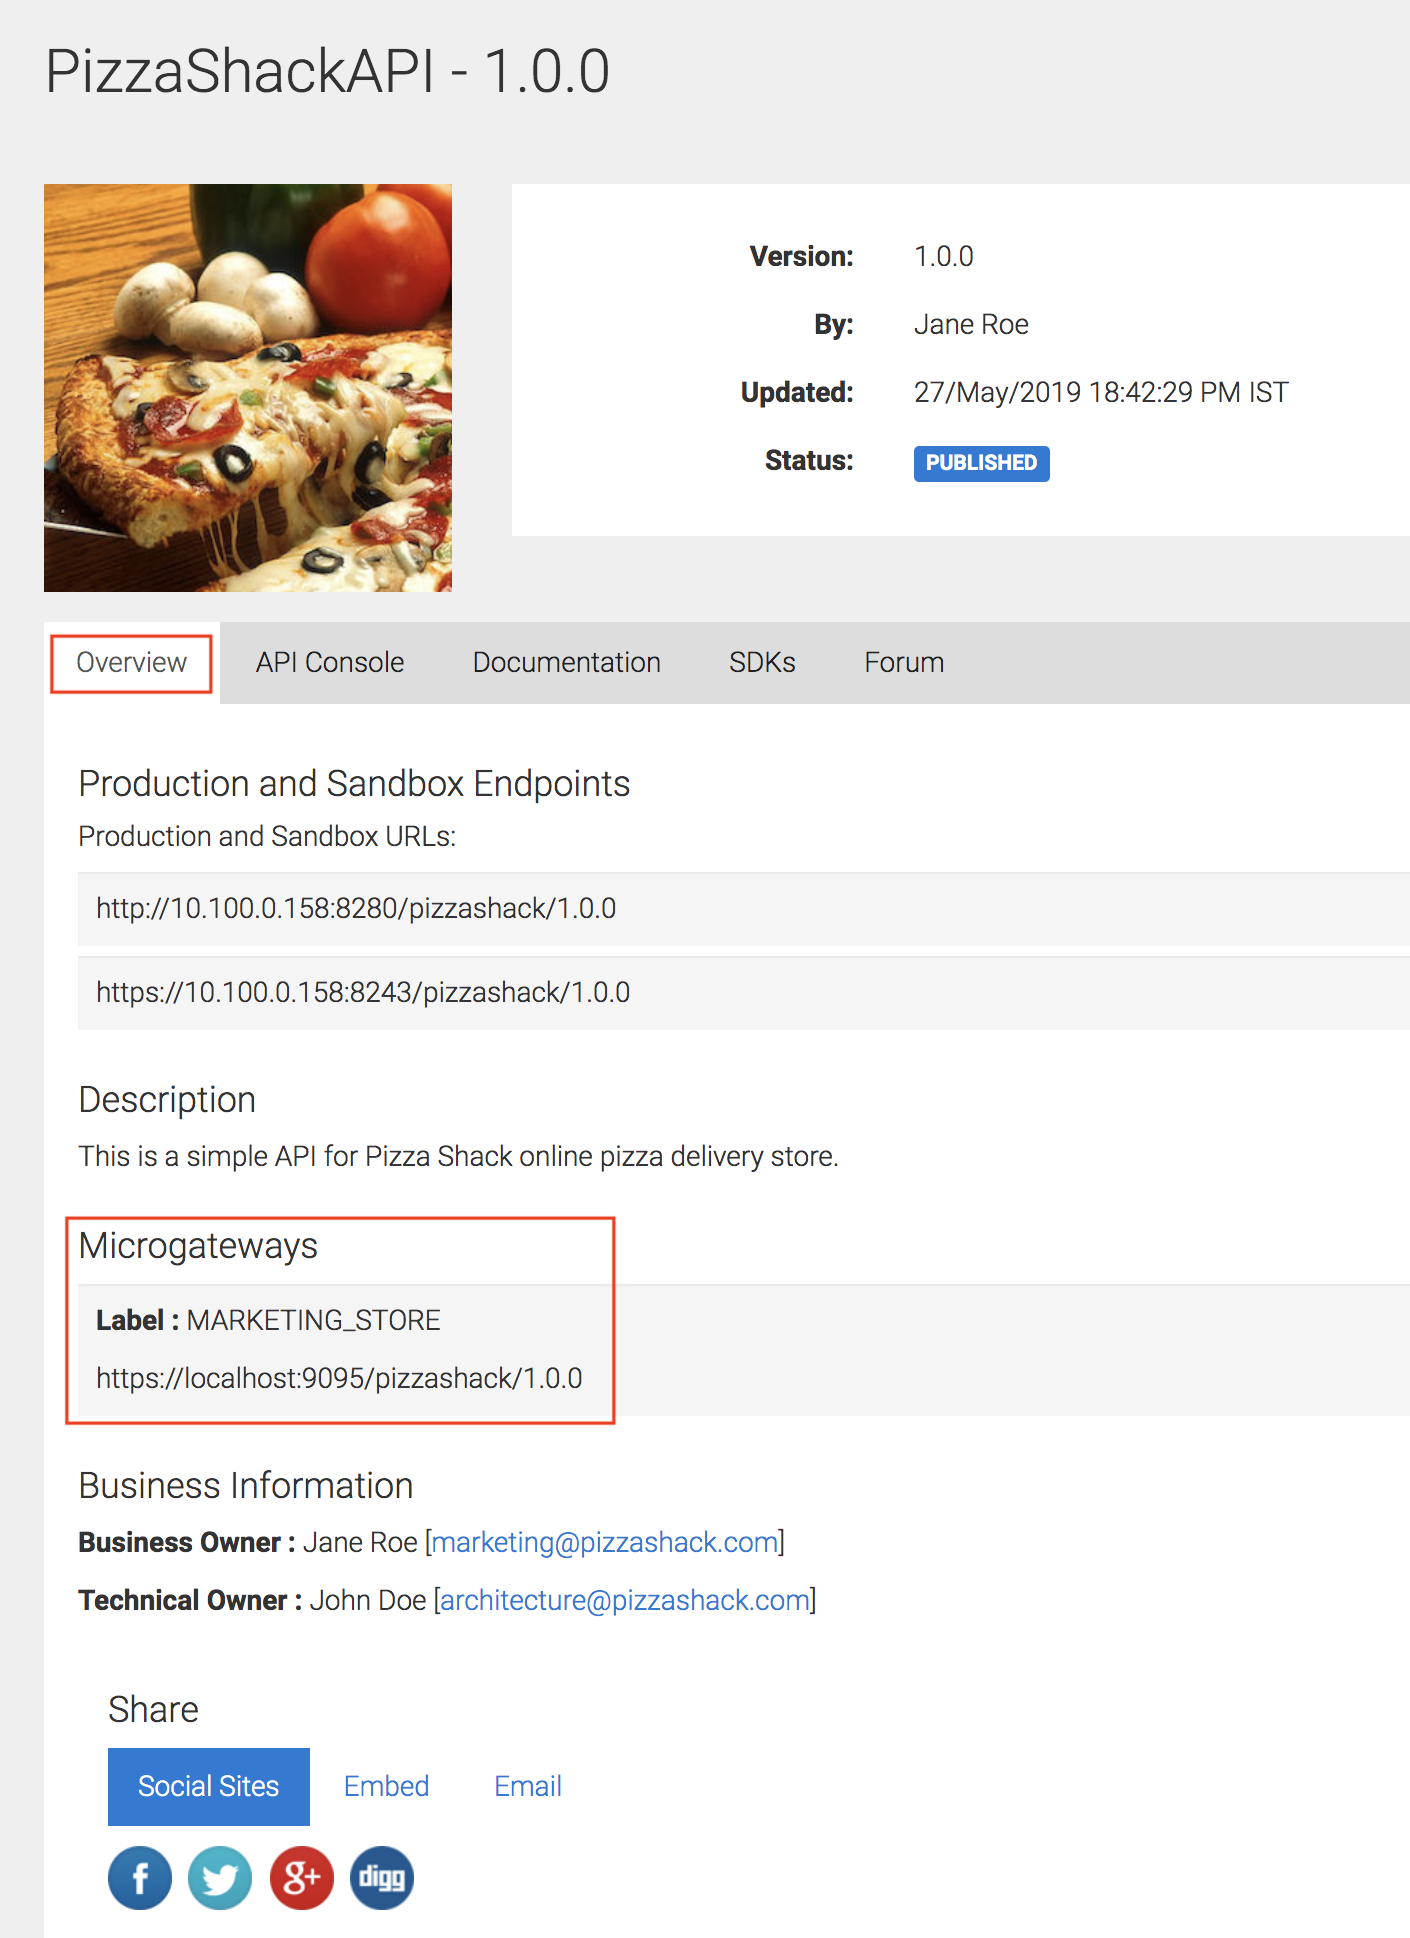 PizzaShackAPI - 1.0.0
Version: 1.0.0
By: Jane Roe
Updated: 27/May/2019 18:42:29 PM IST
Status: PUBLISHED
Overview API Console Documentation SDKs Forum
Production and Sandbox Endpoints
Production and Sandbox URLs:
http://10.100.0.158:8280/pizzashack/1.0.0
https://10.100.0.158:8243/pizzashack/1.0.0
Description
This is a simple API for Pizza Shack online pizza delivery store.
Microgateways
Label : MARKETING_STORE
https://localhost:9095/pizzashack/1.0.0
Business Information
Business Owner : Jane Roe [marketing@pizzashack.com]
Technical Owner : John Doe [architecture@pizzashack.com]
Share
Social Sites Embed Email
f g+ digg